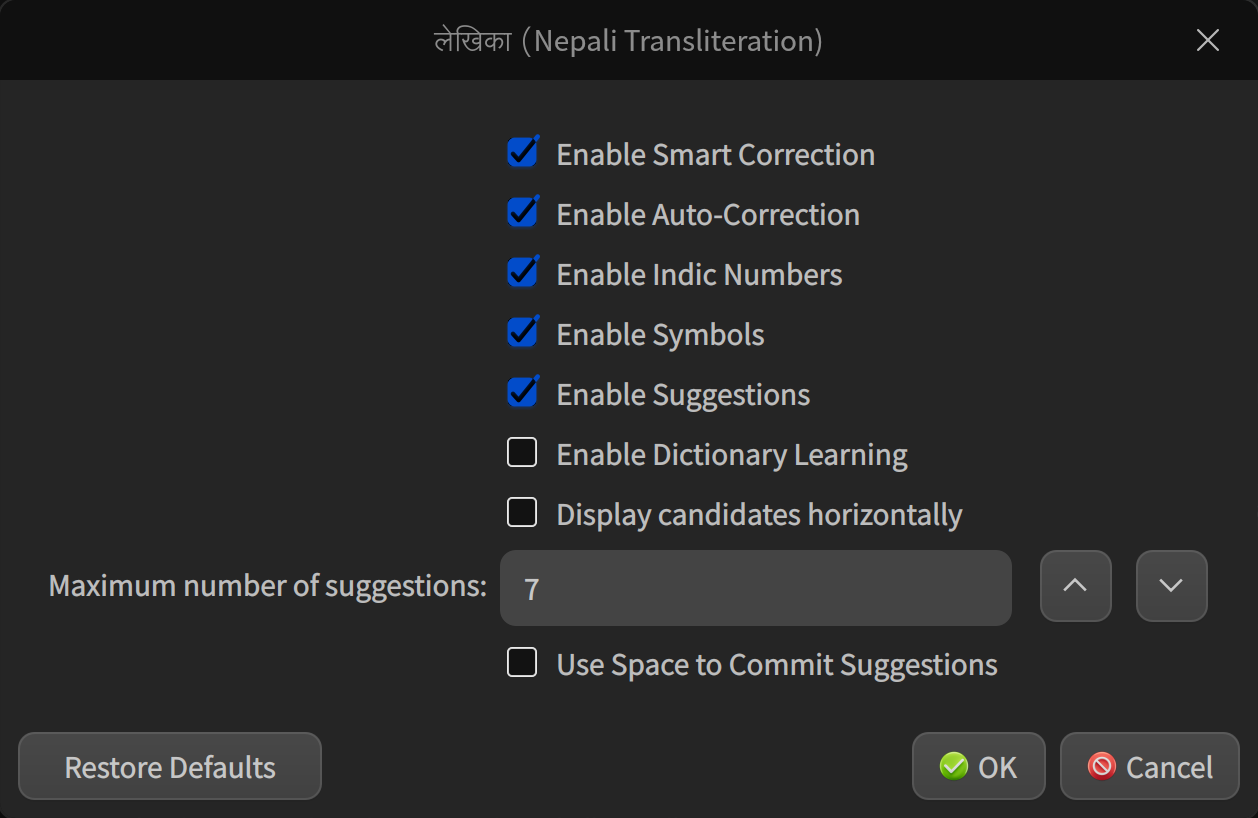 लेखिका (Nepali Transliteration)
Enable Smart Correction
Enable Auto-Correction
Enable Indic Numbers
Enable Symbols
Enable Suggestions
Enable Dictionary Learning
Display candidates horizontally
Maximum number of suggestions: 7
Use Space to Commit Suggestions
Restore Defaults OK Cancel